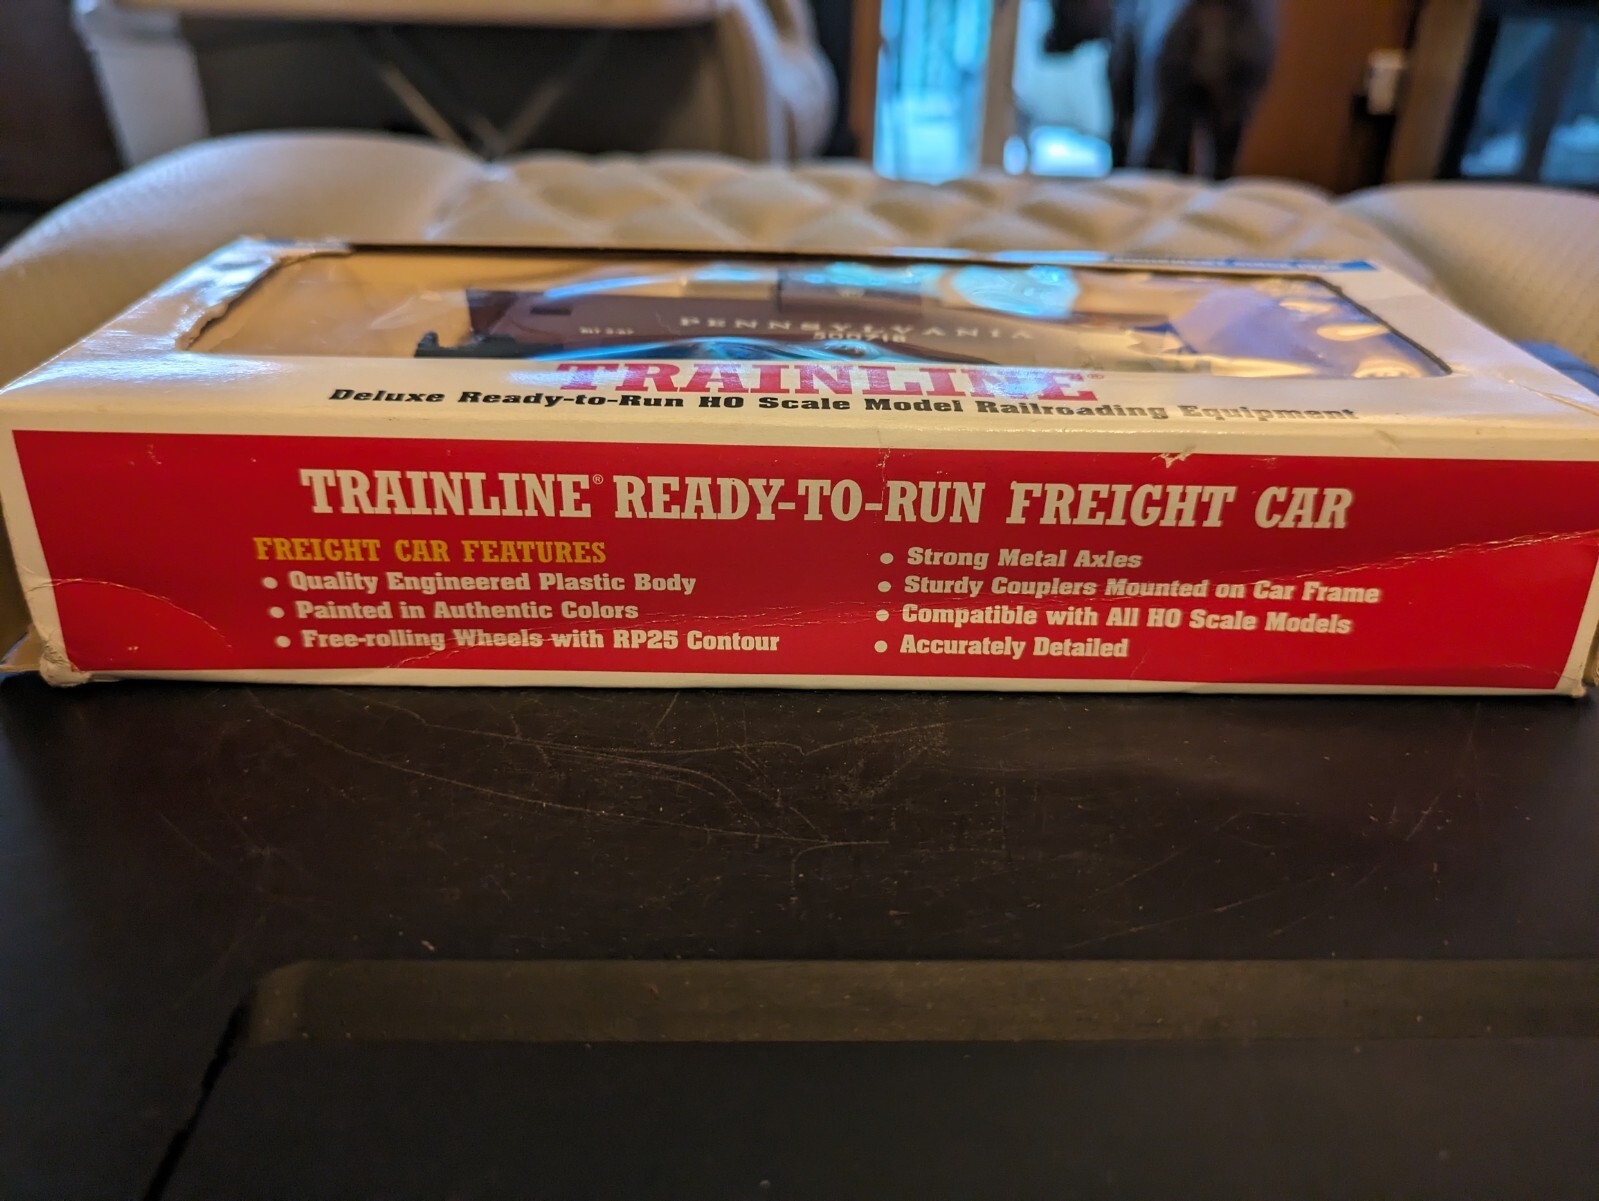 PENNSYLVANIA
500718
TRAINLINE®
Deluxe Ready-to-Run HO Scale Model Railroading Equipment
TRAINLINE® READY-TO-RUN FREIGHT CAR
FREIGHT CAR FEATURES
• Quality Engineered Plastic Body
• Painted in Authentic Colors
• Free-rolling Wheels with RP25 Contour
• Strong Metal Axles
• Sturdy Couplers Mounted on Car Frame
• Compatible with All HO Scale Models
• Accurately Detailed